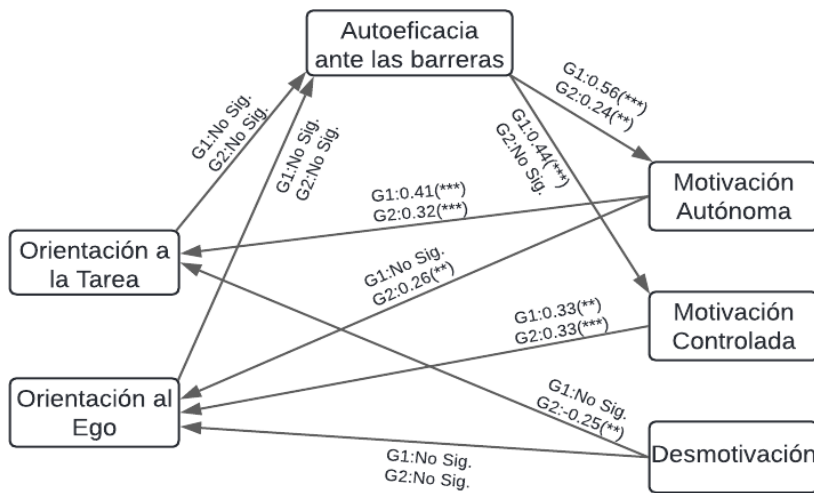 Autoeficacia
ante las barreras
G1:0.56(***)
G2:0.24(**)
G1:No Sig.
G2:No Sig.
G1:No Sig.
G2:No Sig.
G1:0.44(***)
G2:No Sig.
Motivación
Autónoma
G1:0.41(***)
G2:0.32(***)
Orientación a
la Tarea
G1:No Sig.
G2:0.26(**)
Motivación
Controlada
G1:0.33(**)
G2:0.33(***)
Orientación al
Ego
G1:No Sig.
G2:-0.25(**)
Desmotivación
G1:No Sig.
G2:No Sig.